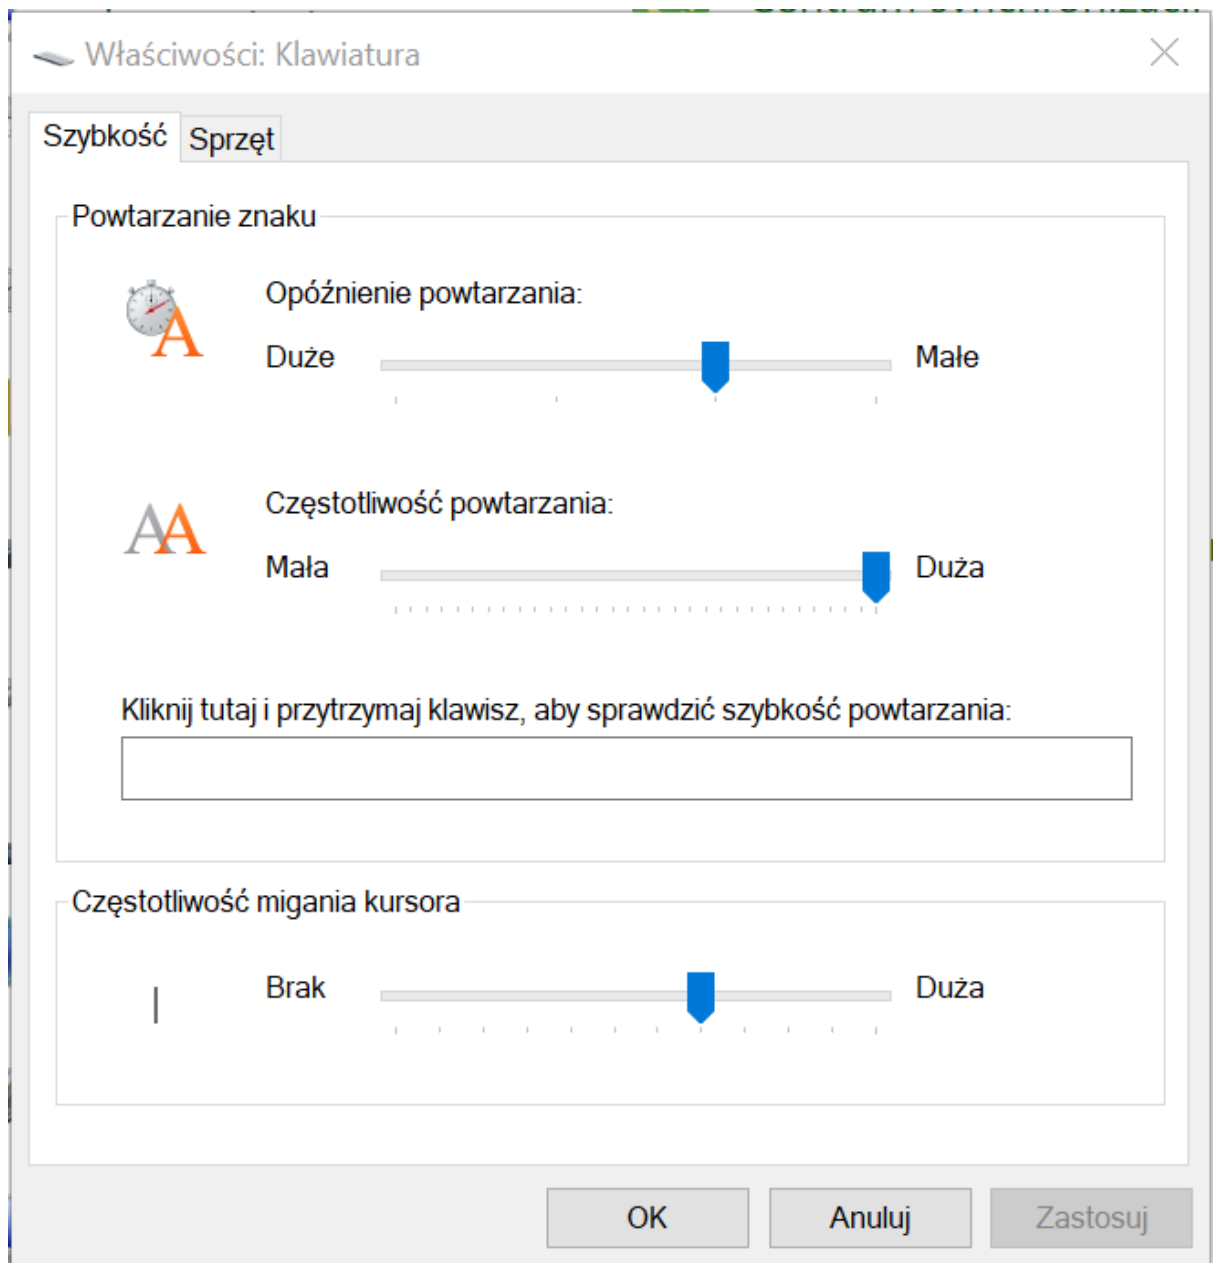 Właściwości: Klawiatura
Szybkość Sprzęt
Powtarzanie znaku
Opóźnienie powtarzania:
Duże Małe
Częstotliwość powtarzania:
Mała Duża
Kliknij tutaj i przytrzymaj klawisz, aby sprawdzić szybkość powtarzania:
Częstotliwość migania kursora
Brak Duża
OK Anuluj Zastosuj